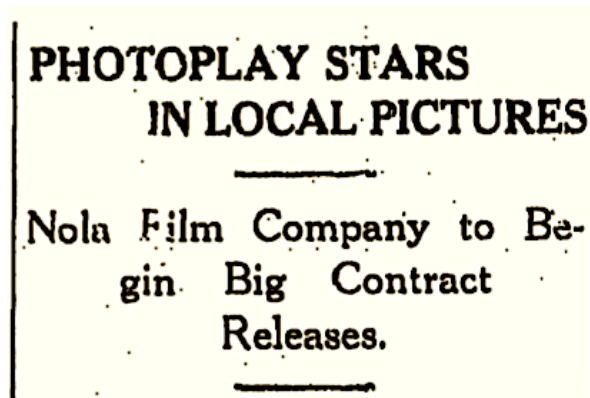 PHOTOPLAY STARS
IN LOCAL PICTURES
Nola Film Company to Be-
gin Big Contract
Releases.